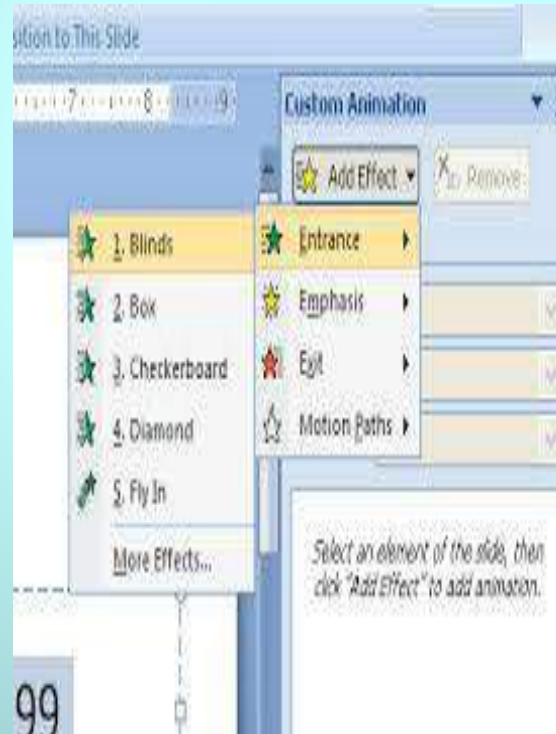 sition to This Slide
7 8 9
Custom Animation
Add Effect Remove
Entrance
Emphasis
Exit
Motion Paths
1. Blinds
2. Box
3. Checkerboard
4. Diamond
5. Fly In
More Effects...
Select an element of the slide, then
click "Add Effect" to add animation.
99